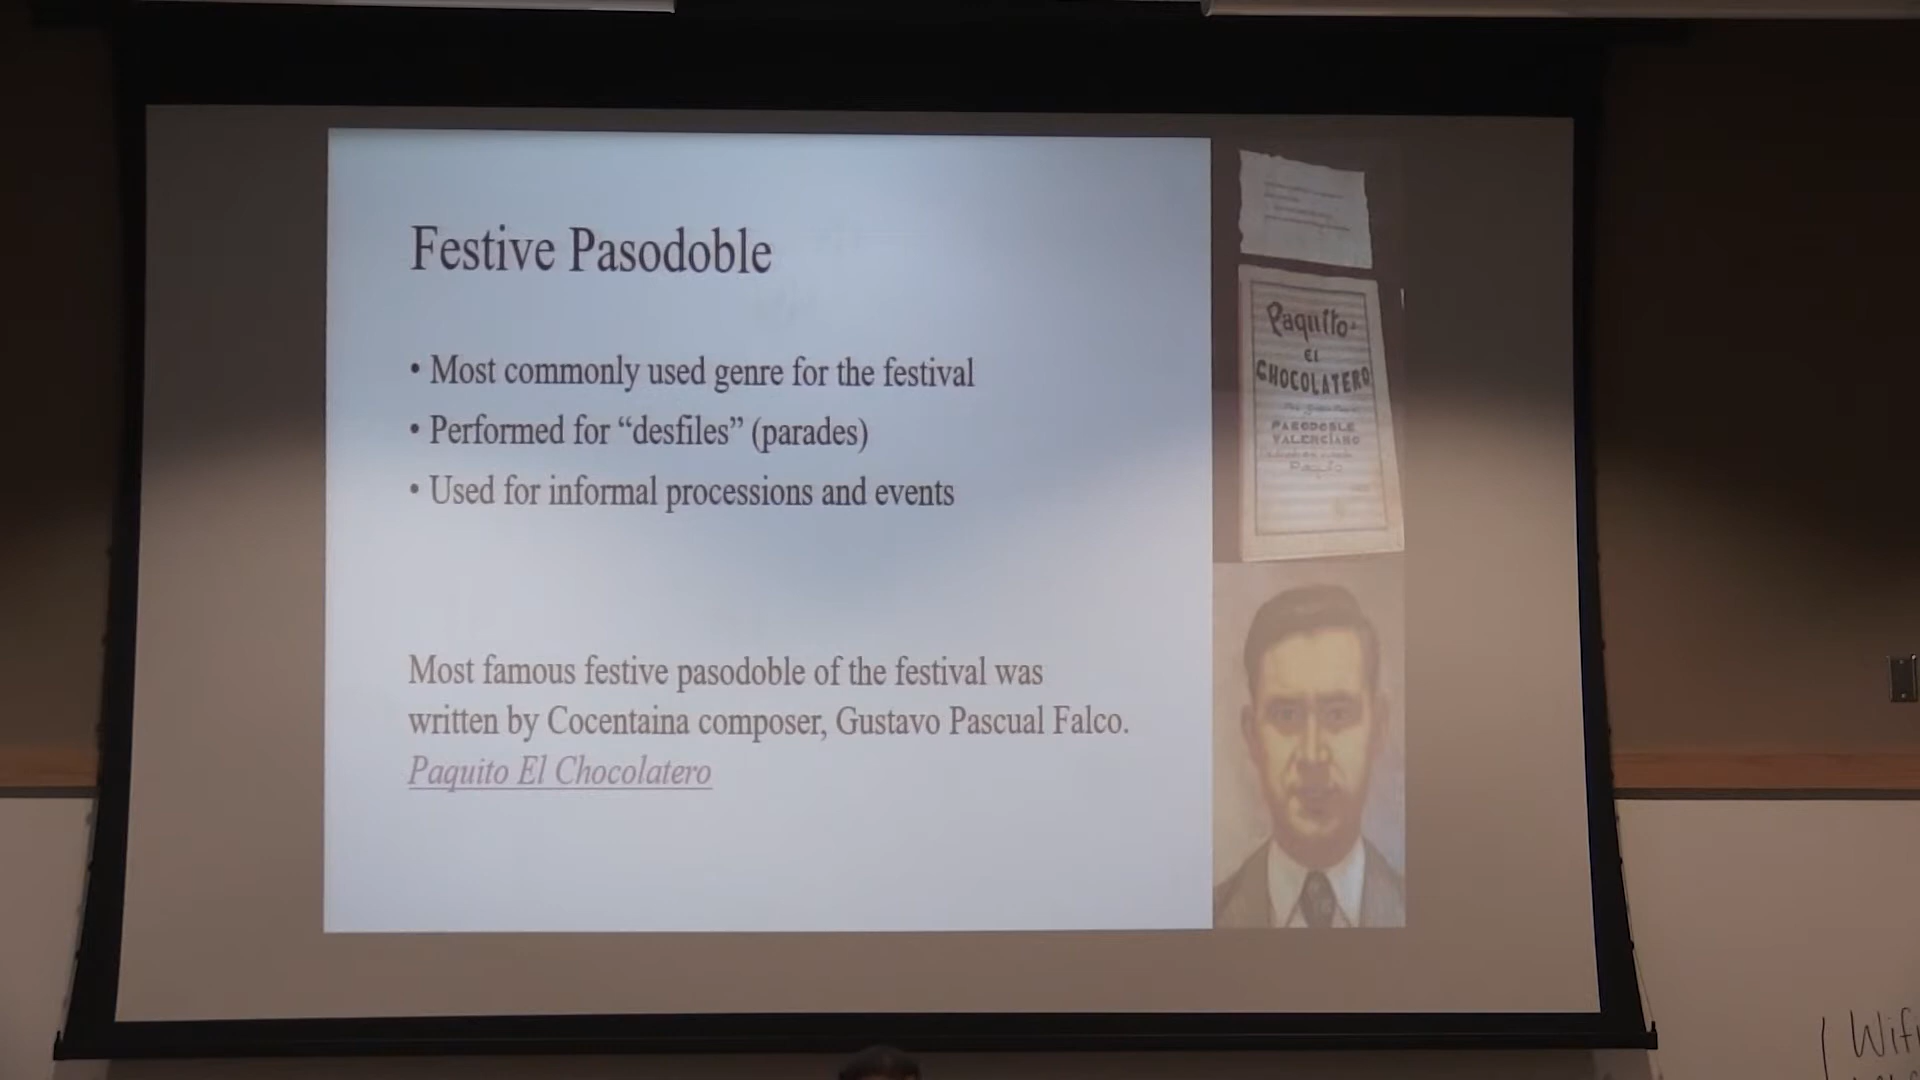 Festive Pasodoble
• Most commonly used genre for the festival
• Performed for “desfiles” (parades)
• Used for informal processions and events
Most famous festive pasodoble of the festival was
written by Cocentaina composer, Gustavo Pascual Falco.
Paquito El Chocolatero
Paquito
EL
CHOCOLATERO
PASODOBLE
VALENCIANO
Wifi